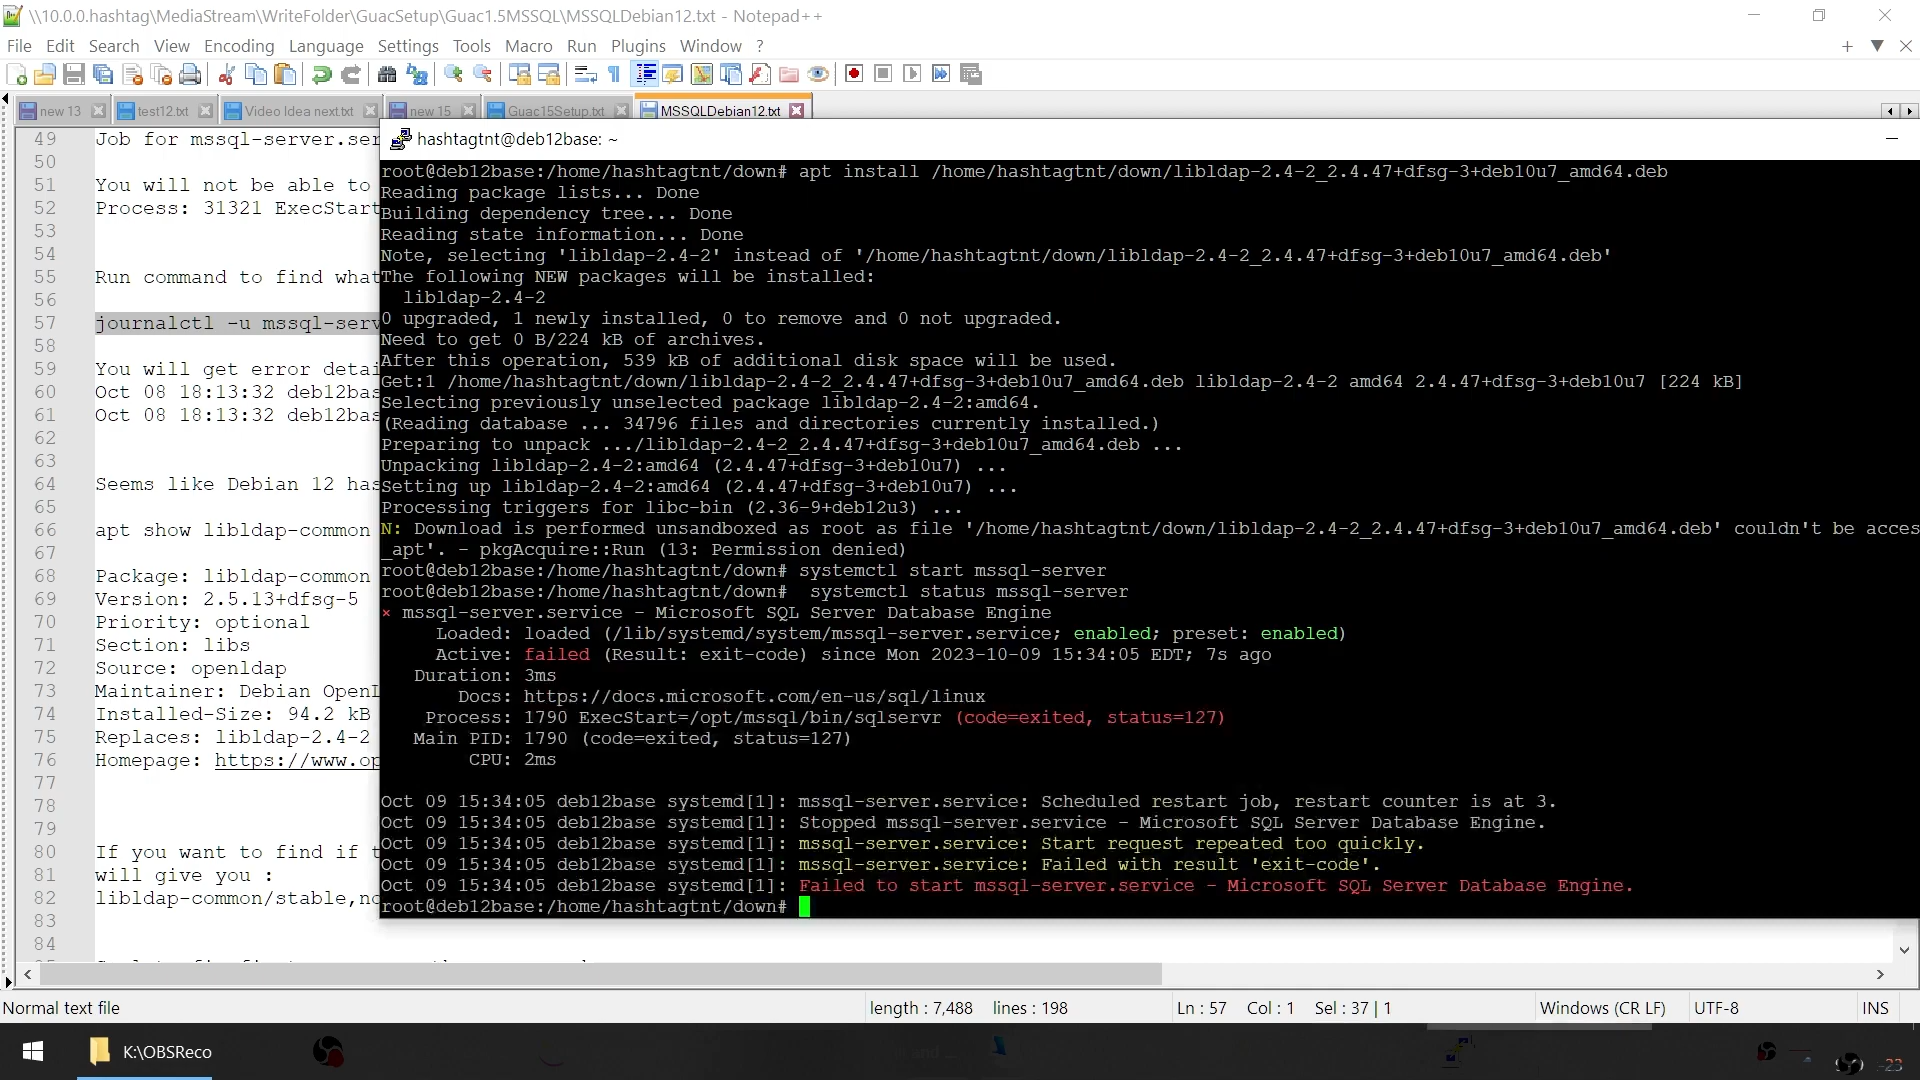 \\10.0.0.hashtag\MediaStream\WriteFolder\GuacSetup\Guac1.5MSSQL\MSSQLDebian12.txt - Notepad++
File Edit Search View Encoding Language Settings Tools Macro Run Plugins Window ?
new 13 test12.txt Video Idea next.txt new 15 Guac15Setup.txt MSSQLDebian12.txt
49 Job for mssql-server.ser
50
51 You will not be able to
52 Process: 31321 ExecStart
53
54
55 Run command to find what
56
57 journalctl -u mssql-serv
58
59 You will get error detai
60 Oct 08 18:13:32 deb12bas
61 Oct 08 18:13:32 deb12bas
62
63
64 Seems like Debian 12 has
65
66 apt show libldap-common
67
68 Package: libldap-common
69 Version: 2.5.13+dfsg-5
70 Priority: optional
71 Section: libs
72 Source: openldap
73 Maintainer: Debian OpenL
74 Installed-Size: 94.2 kB
75 Replaces: libldap-2.4-2
76 Homepage: https://www.op
77
78
79
80 If you want to find if t
81 will give you :
82 libldap-common/stable,no
83
84
hashtagtnt@deb12base: ~
root@deb12base:/home/hashtagtnt/down# apt install /home/hashtagtnt/down/libldap-2.4-2_2.4.47+dfsg-3+deb10u7_amd64.deb
Reading package lists... Done
Building dependency tree... Done
Reading state information... Done
Note, selecting 'libldap-2.4-2' instead of '/home/hashtagtnt/down/libldap-2.4-2_2.4.47+dfsg-3+deb10u7_amd64.deb'
The following NEW packages will be installed:
libldap-2.4-2
0 upgraded, 1 newly installed, 0 to remove and 0 not upgraded.
Need to get 0 B/224 kB of archives.
After this operation, 539 kB of additional disk space will be used.
Get:1 /home/hashtagtnt/down/libldap-2.4-2_2.4.47+dfsg-3+deb10u7_amd64.deb libldap-2.4-2 amd64 2.4.47+dfsg-3+deb10u7 [224 kB]
Selecting previously unselected package libldap-2.4-2:amd64.
(Reading database ... 34796 files and directories currently installed.)
Preparing to unpack .../libldap-2.4-2_2.4.47+dfsg-3+deb10u7_amd64.deb ...
Unpacking libldap-2.4-2:amd64 (2.4.47+dfsg-3+deb10u7) ...
Setting up libldap-2.4-2:amd64 (2.4.47+dfsg-3+deb10u7) ...
Processing triggers for libc-bin (2.36-9+deb12u3) ...
N: Download is performed unsandboxed as root as file '/home/hashtagtnt/down/libldap-2.4-2_2.4.47+dfsg-3+deb10u7_amd64.deb' couldn't be acces
_apt'. - pkgAcquire::Run (13: Permission denied)
root@deb12base:/home/hashtagtnt/down# systemctl start mssql-server
root@deb12base:/home/hashtagtnt/down#  systemctl status mssql-server
× mssql-server.service - Microsoft SQL Server Database Engine
Loaded: loaded (/lib/systemd/system/mssql-server.service; enabled; preset: enabled)
Active: failed (Result: exit-code) since Mon 2023-10-09 15:34:05 EDT; 7s ago
Duration: 3ms
Docs: https://docs.microsoft.com/en-us/sql/linux
Process: 1790 ExecStart=/opt/mssql/bin/sqlservr (code=exited, status=127)
Main PID: 1790 (code=exited, status=127)
CPU: 2ms
Oct 09 15:34:05 deb12base systemd[1]: mssql-server.service: Scheduled restart job, restart counter is at 3.
Oct 09 15:34:05 deb12base systemd[1]: Stopped mssql-server.service - Microsoft SQL Server Database Engine.
Oct 09 15:34:05 deb12base systemd[1]: mssql-server.service: Start request repeated too quickly.
Oct 09 15:34:05 deb12base systemd[1]: mssql-server.service: Failed with result 'exit-code'.
Oct 09 15:34:05 deb12base systemd[1]: Failed to start mssql-server.service - Microsoft SQL Server Database Engine.
root@deb12base:/home/hashtagtnt/down#
Normal text file length : 7,488 lines : 198 Ln : 57 Col : 1 Sel : 37 | 1 Windows (CR LF) UTF-8 INS
K:\OBSReco
-23